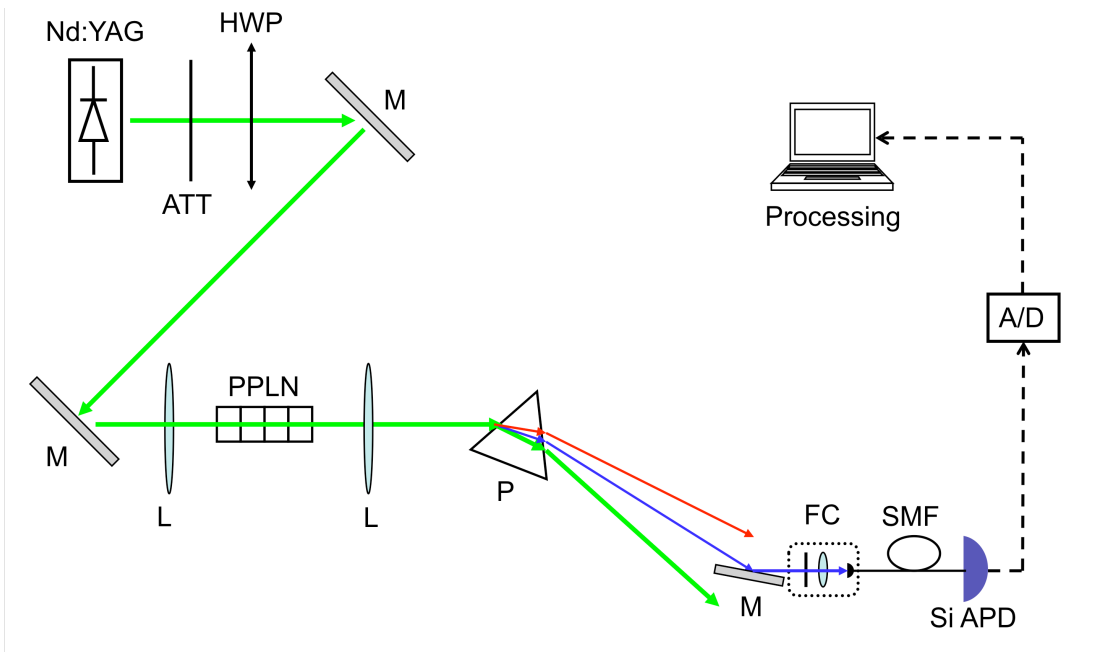 Nd:YAG
HWP
M
ATT
Processing
A/D
PPLN
M
L
L
P
FC
SMF
M
Si APD